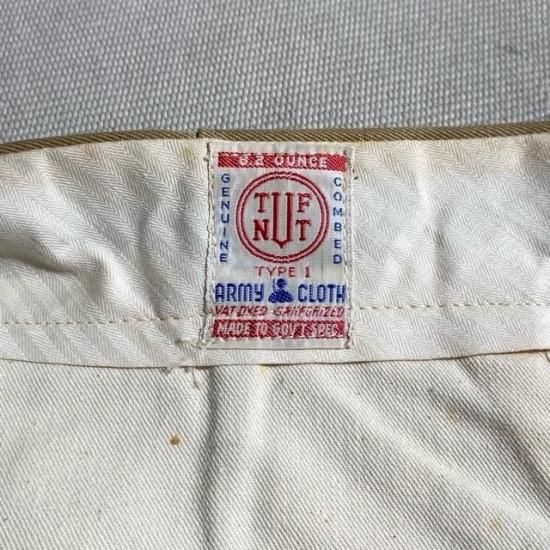 8.2 OUNCE
GENUINE
TUF
NUT
COMBED
TYPE 1
ARMY CLOTH
VAT DYED - SANFORIZED
MADE TO GOV'T SPEC.